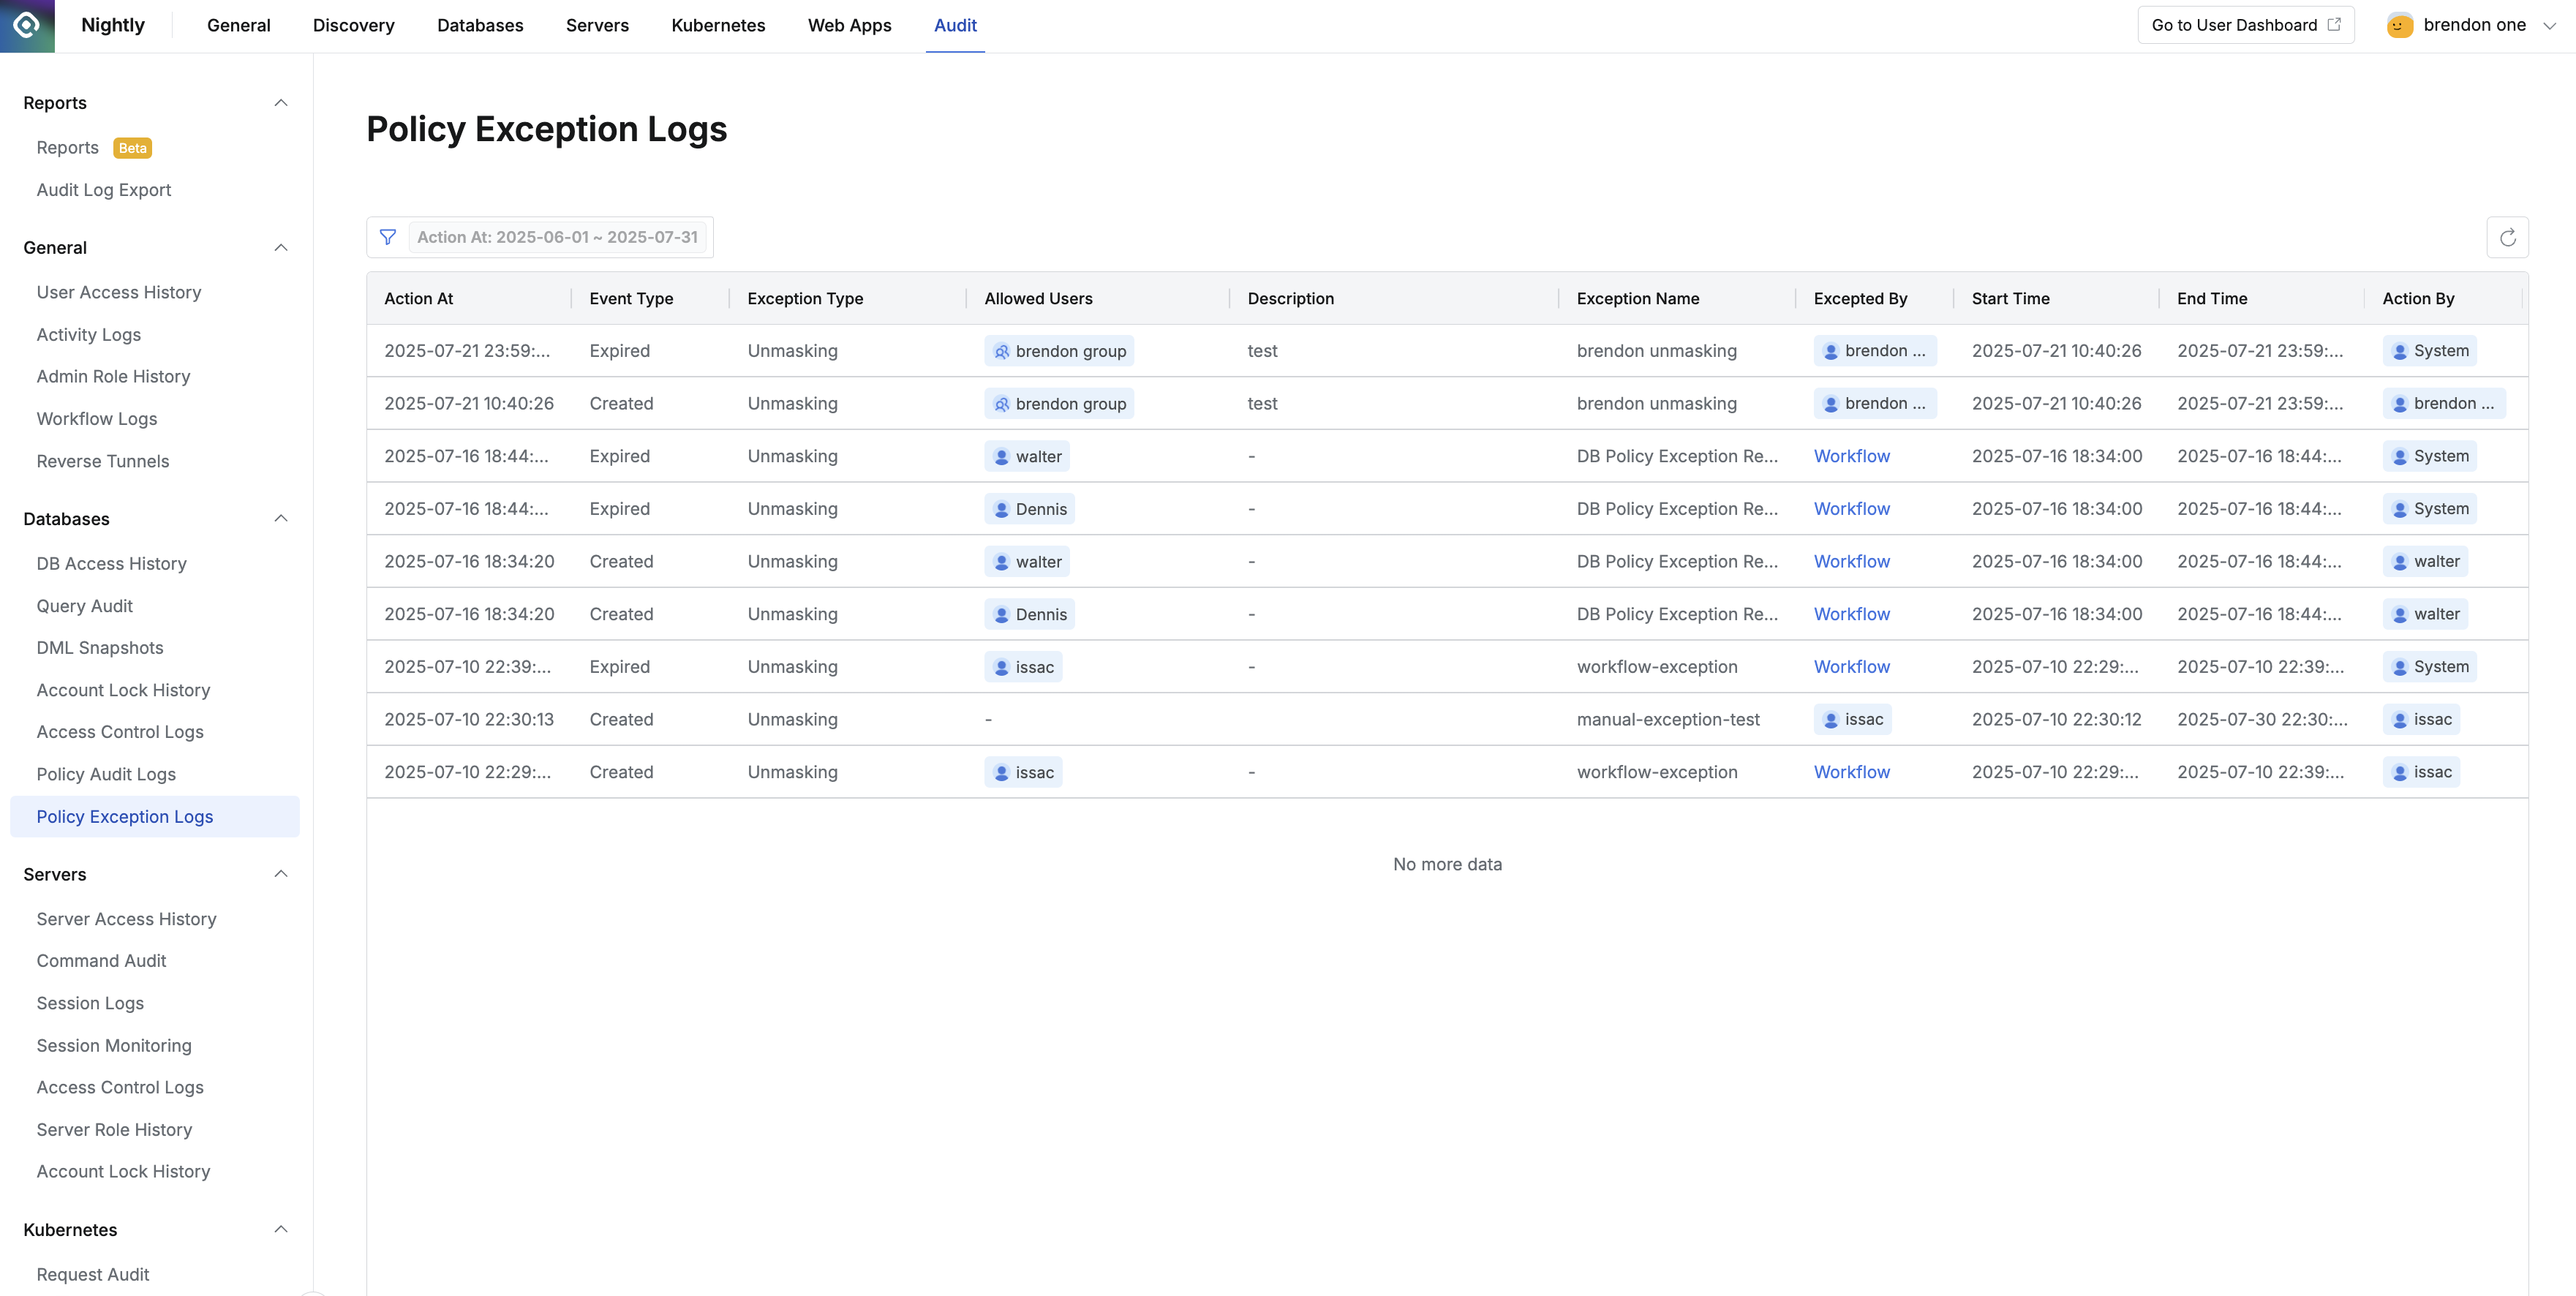 Nightly General Discovery Databases Servers Kubernetes Web Apps Audit Go to User Dashboard brendon one
Reports
Reports Beta
Audit Log Export
General
User Access History
Activity Logs
Admin Role History
Workflow Logs
Reverse Tunnels
Databases
DB Access History
Query Audit
DML Snapshots
Account Lock History
Access Control Logs
Policy Audit Logs
Policy Exception Logs
Servers
Server Access History
Command Audit
Session Logs
Session Monitoring
Access Control Logs
Server Role History
Account Lock History
Kubernetes
Request Audit
Policy Exception Logs
Action At: 2025-06-01 ~ 2025-07-31
Action At Event Type Exception Type Allowed Users Description Exception Name Excepted By Start Time End Time Action By
2025-07-21 23:59:... Expired Unmasking brendon group test brendon unmasking brendon ... 2025-07-21 10:40:26 2025-07-21 23:59:... System
2025-07-21 10:40:26 Created Unmasking brendon group test brendon unmasking brendon ... 2025-07-21 10:40:26 2025-07-21 23:59:... brendon ...
2025-07-16 18:44:... Expired Unmasking walter - DB Policy Exception Re... Workflow 2025-07-16 18:34:00 2025-07-16 18:44:... System
2025-07-16 18:44:... Expired Unmasking Dennis - DB Policy Exception Re... Workflow 2025-07-16 18:34:00 2025-07-16 18:44:... System
2025-07-16 18:34:20 Created Unmasking walter - DB Policy Exception Re... Workflow 2025-07-16 18:34:00 2025-07-16 18:44:... walter
2025-07-16 18:34:20 Created Unmasking Dennis - DB Policy Exception Re... Workflow 2025-07-16 18:34:00 2025-07-16 18:44:... walter
2025-07-10 22:39:... Expired Unmasking issac - workflow-exception Workflow 2025-07-10 22:29:... 2025-07-10 22:39:... System
2025-07-10 22:30:13 Created Unmasking - manual-exception-test issac 2025-07-10 22:30:12 2025-07-30 22:30:... issac
2025-07-10 22:29:... Created Unmasking issac - workflow-exception Workflow 2025-07-10 22:29:... 2025-07-10 22:39:... issac
No more data